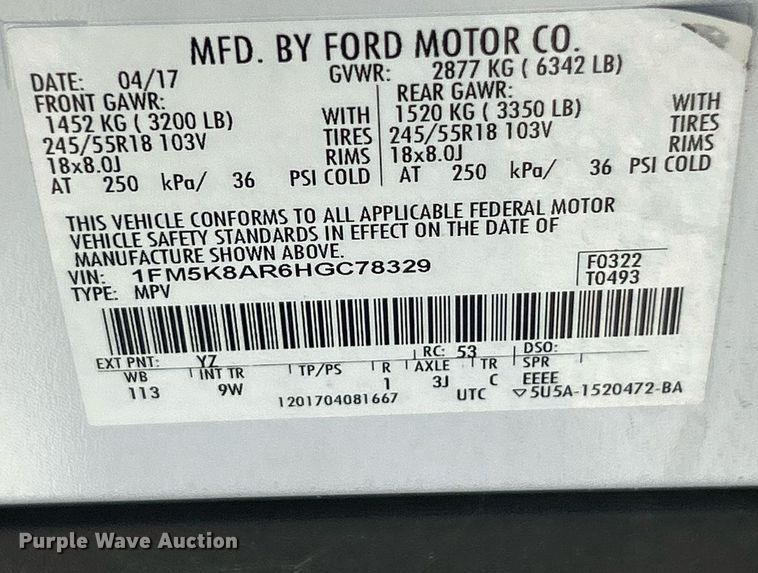 MFD. BY FORD MOTOR CO.
DATE: 04/17 GVWR: 2877 KG ( 6342 LB)
FRONT GAWR: REAR GAWR:
1452 KG ( 3200 LB) WITH 1520 KG ( 3350 LB) WITH
245/55R18 103V TIRES 245/55R18 103V TIRES
18x8.0J RIMS 18x8.0J RIMS
AT 250 kPa/ 36 PSI COLD AT 250 kPa/ 36 PSI COLD
THIS VEHICLE CONFORMS TO ALL APPLICABLE FEDERAL MOTOR
VEHICLE SAFETY STANDARDS IN EFFECT ON THE DATE OF
MANUFACTURE SHOWN ABOVE.
VIN: 1FM5K8AR6HGC78329 F0322
TYPE: MPV T0493
EXT PNT: YZ RC: 53 DSO:
WB INT TR TP/PS R AXLE TR SPR
113 9W 1 3J C EEEE
1201704081667 UTC ▽5U5A-1520472-BA
Purple Wave Auction